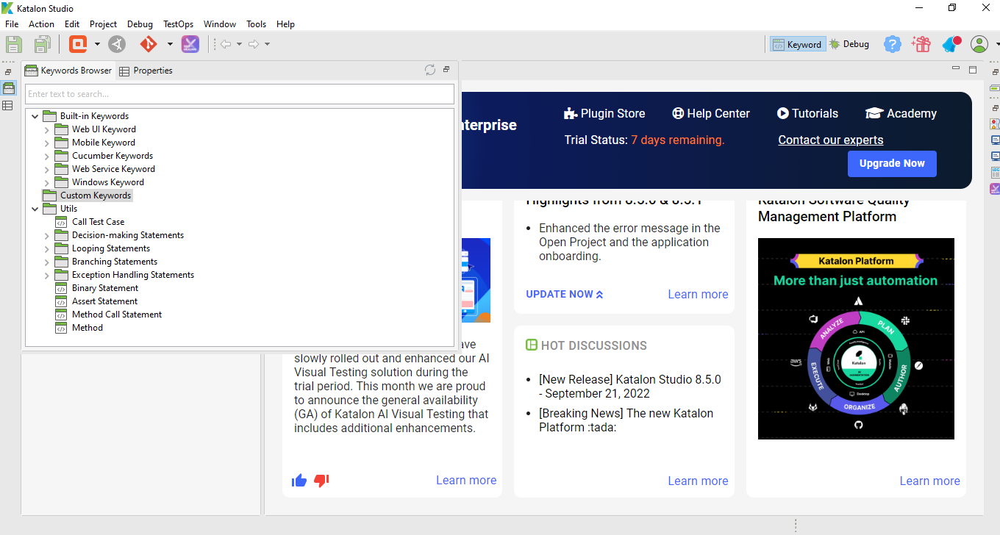 Katalon Studio
File Action Edit Project Debug TestOps Window Tools Help
Keyword Debug
Keywords Browser Properties
Enter text to search...
Built-in Keywords
Web UI Keyword
Mobile Keyword
Cucumber Keywords
Web Service Keyword
Windows Keyword
Custom Keywords
Utils
Call Test Case
Decision-making Statements
Looping Statements
Branching Statements
Exception Handling Statements
Binary Statement
Assert Statement
Method Call Statement
Method
nterprise
Plugin Store Help Center Tutorials Academy
Trial Status: 7 days remaining. Contact our experts
Upgrade Now
ave
slowly rolled out and enhanced our AI
Visual Testing solution during the
trial period. This month we are proud
to announce the general availability
(GA) of Katalon AI Visual Testing that
includes additional enhancements.
Learn more
Highlights from 8.5.0 & 8.5.1
• Enhanced the error message in the
Open Project and the application
onboarding.
UPDATE NOW Learn more
HOT DISCUSSIONS
• [New Release] Katalon Studio 8.5.0
- September 21, 2022
• [Breaking News] The new Katalon
Platform :tada:
Learn more
Katalon Software Quality
Management Platform
Katalon Platform
More than just automation
ANALYZE
PLAN
AUTHOR
ORGANIZE
EXECUTE
API
Desktop
Katalon
aws
Learn more